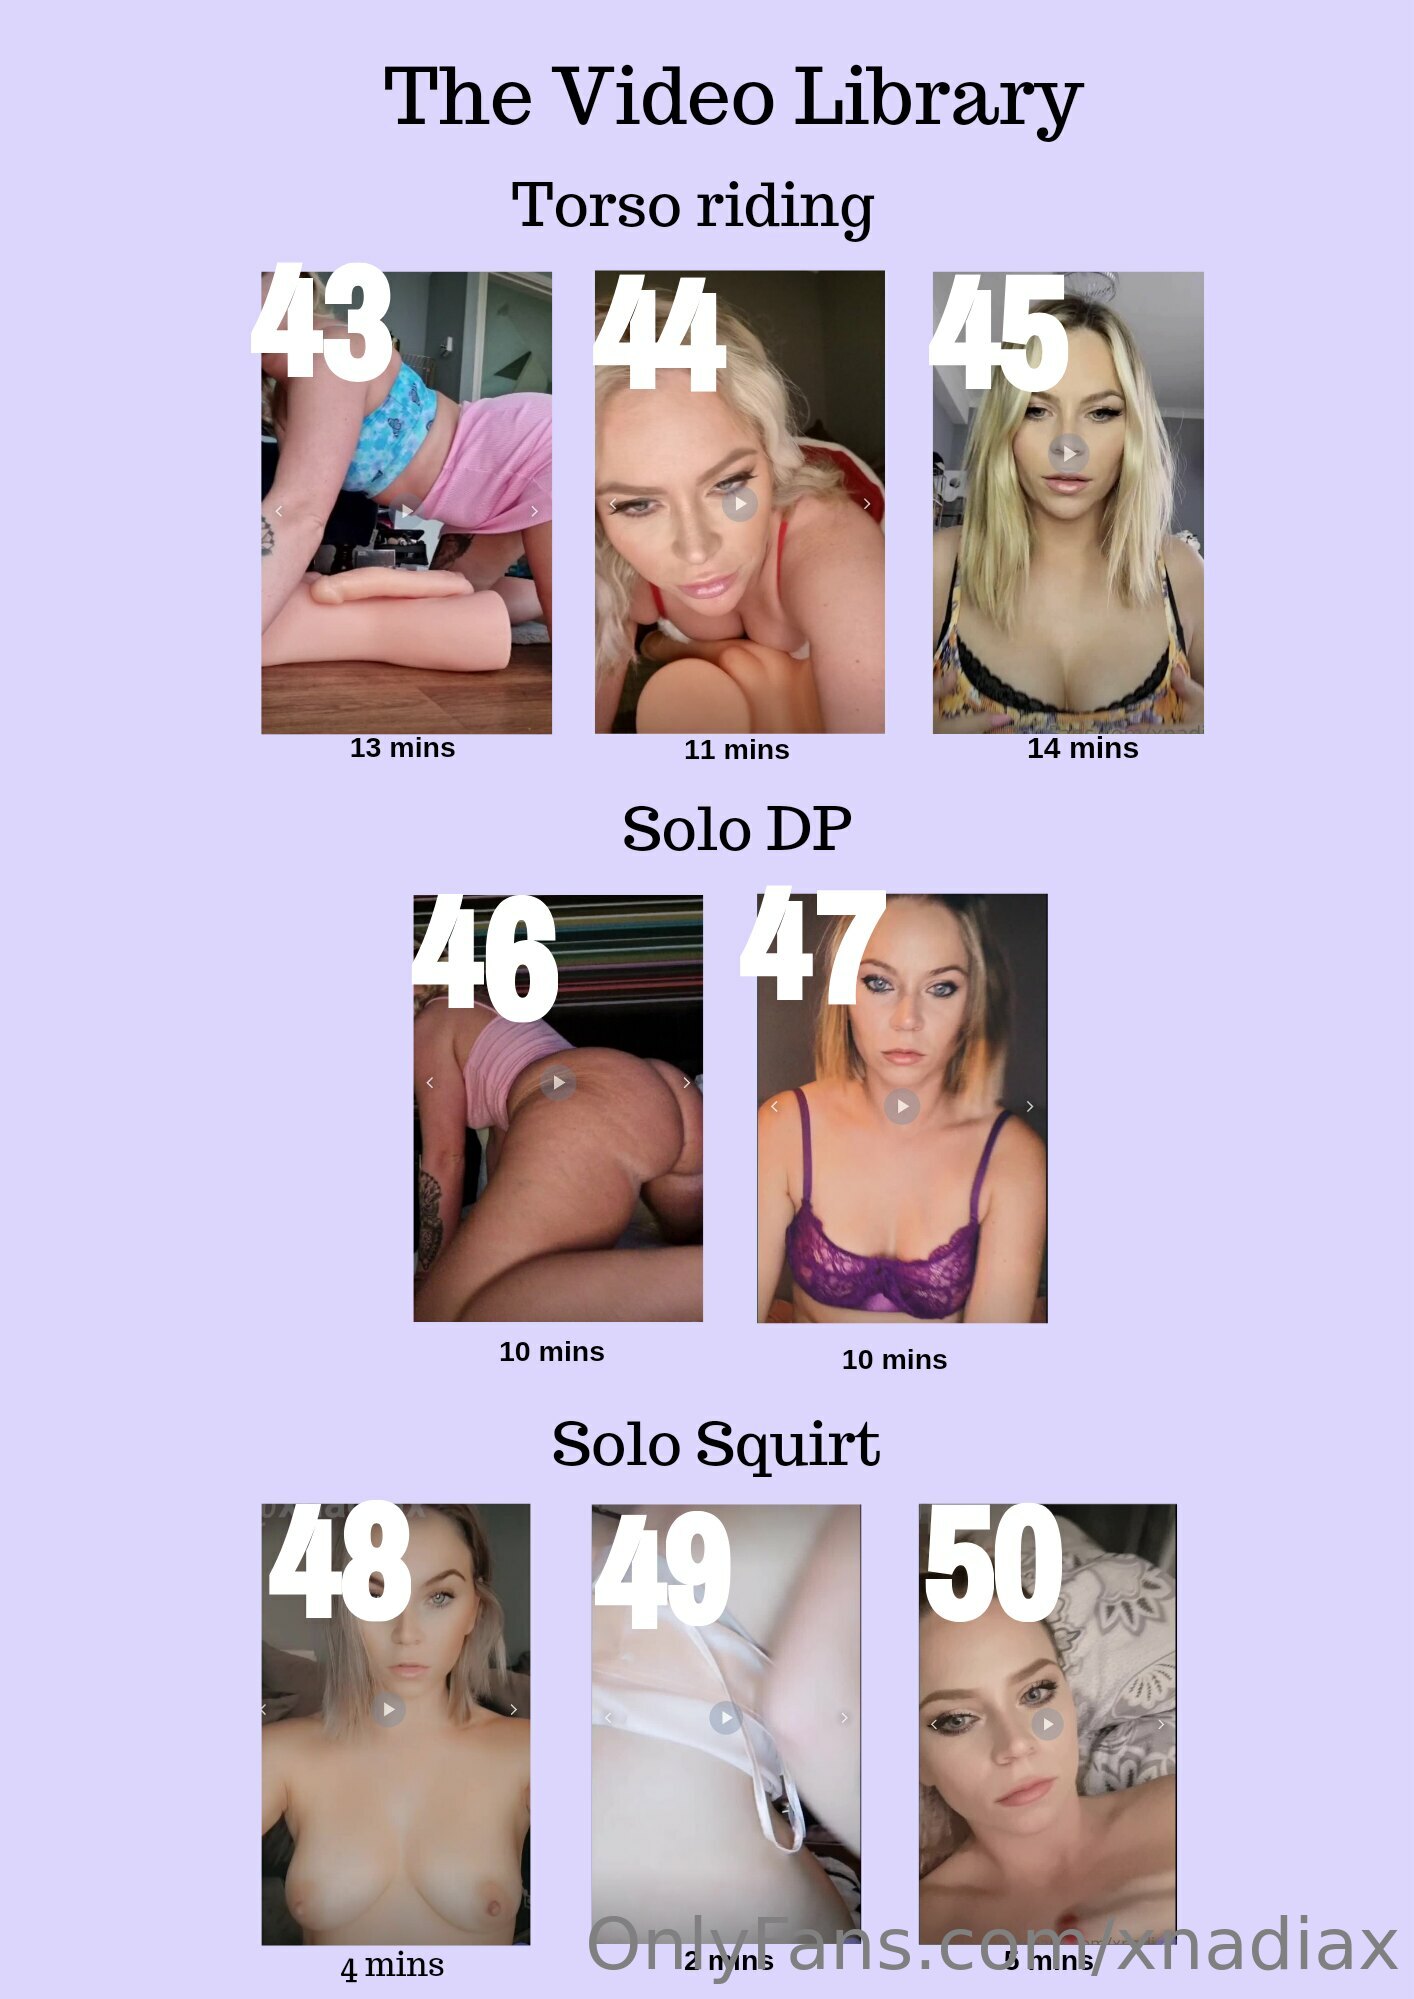 The Video Library
Torso riding
43 44 45
13 mins 11 mins 14 mins
Solo DP
46 47
10 mins 10 mins
Solo Squirt
48 49 50
4 mins 2 mins 5 mins
OnlyFans.com/xnadiax